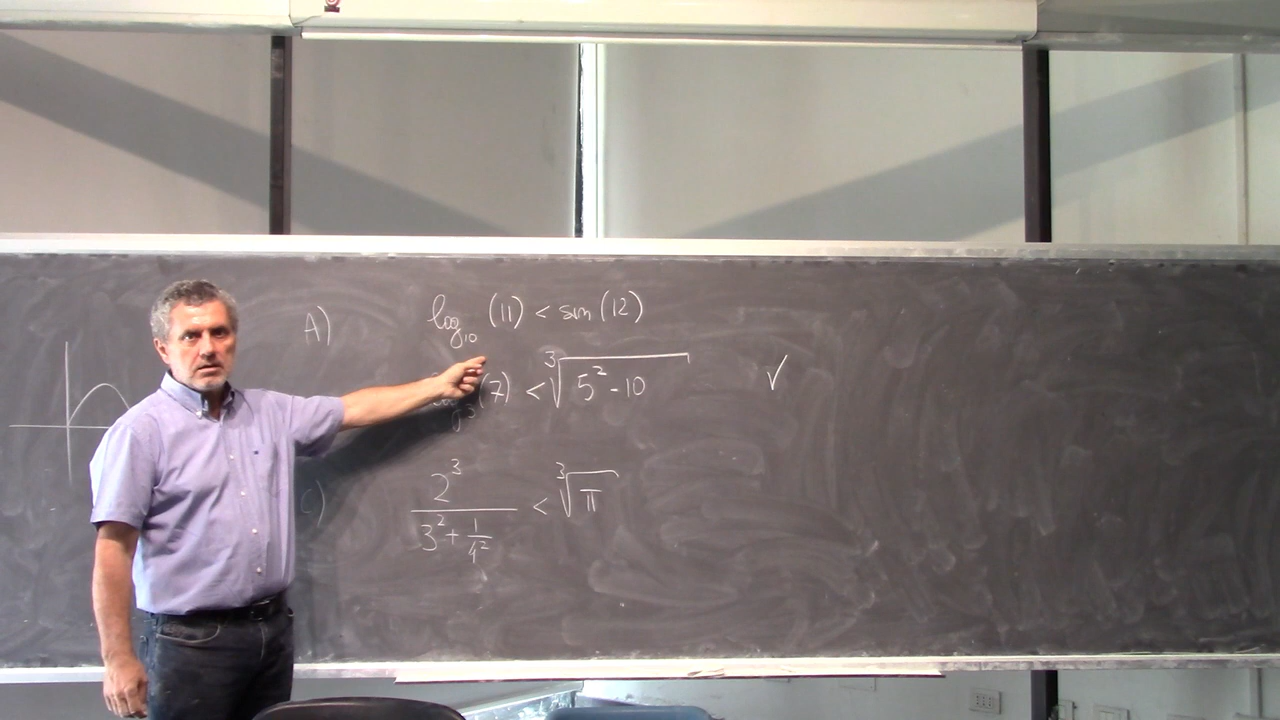 A) log₁₀ (11) < sin (12)
(7) < ∛(5² - 10) ✓
C) 2³/(3² + 1/4²) < ∛π